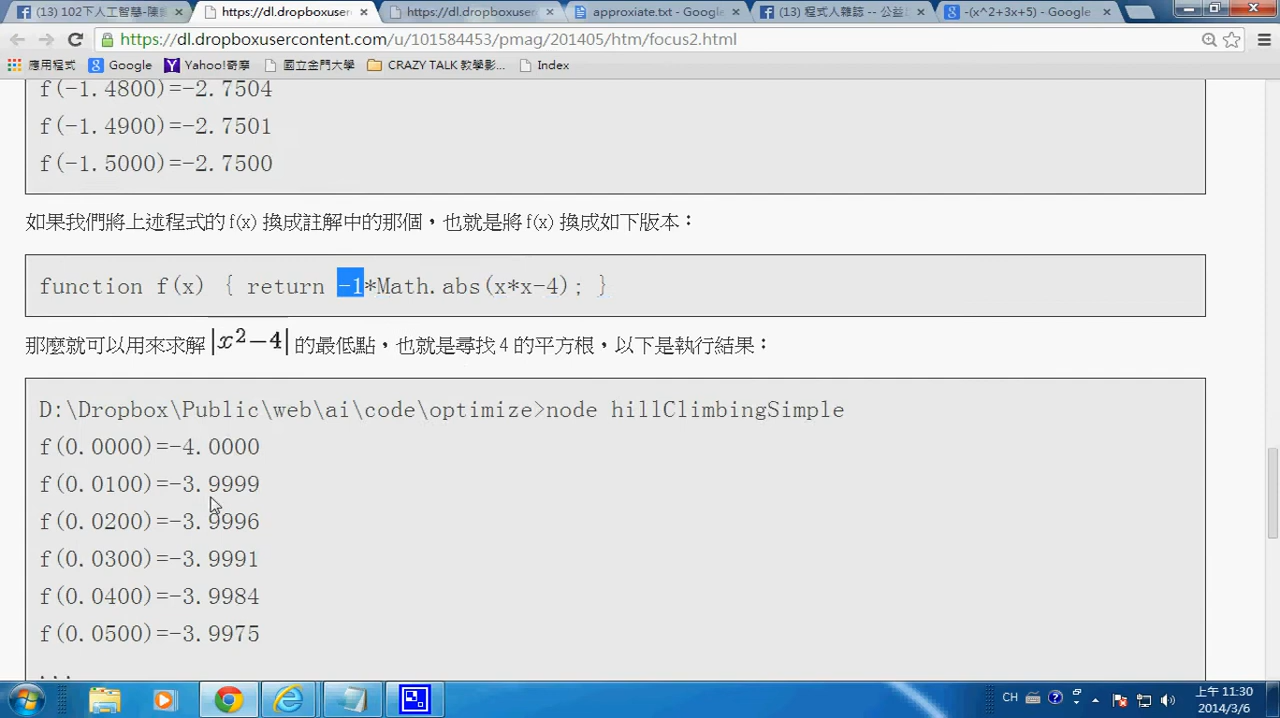 (13) 102下人工智慧-陳
https://dl.dropboxuser
https://dl.dropboxuser
approxiate.txt - Google
(13) 程式人雜誌 -- 公益
-(x^2+3x+5) - Google
https://dl.dropboxusercontent.com/u/101584453/pmag/201405/htm/focus2.html
應用程式 Google Yahoo!奇摩 國立金門大學 CRAZY TALK 教學影... Index
f(-1.4800)=-2.7504
f(-1.4900)=-2.7501
f(-1.5000)=-2.7500
如果我們將上述程式的 f(x) 換成註解中的那個，也就是將 f(x) 換成如下版本：
function f(x) { return -1*Math.abs(x*x-4); }
那麼就可以用來求解 |x²−4| 的最低點，也就是尋找 4 的平方根，以下是執行結果：
D:\Dropbox\Public\web\ai\code\optimize>node hillClimbingSimple
f(0.0000)=-4.0000
f(0.0100)=-3.9999
f(0.0200)=-3.9996
f(0.0300)=-3.9991
f(0.0400)=-3.9984
f(0.0500)=-3.9975
...
CH
上午 11:30
2014/3/6